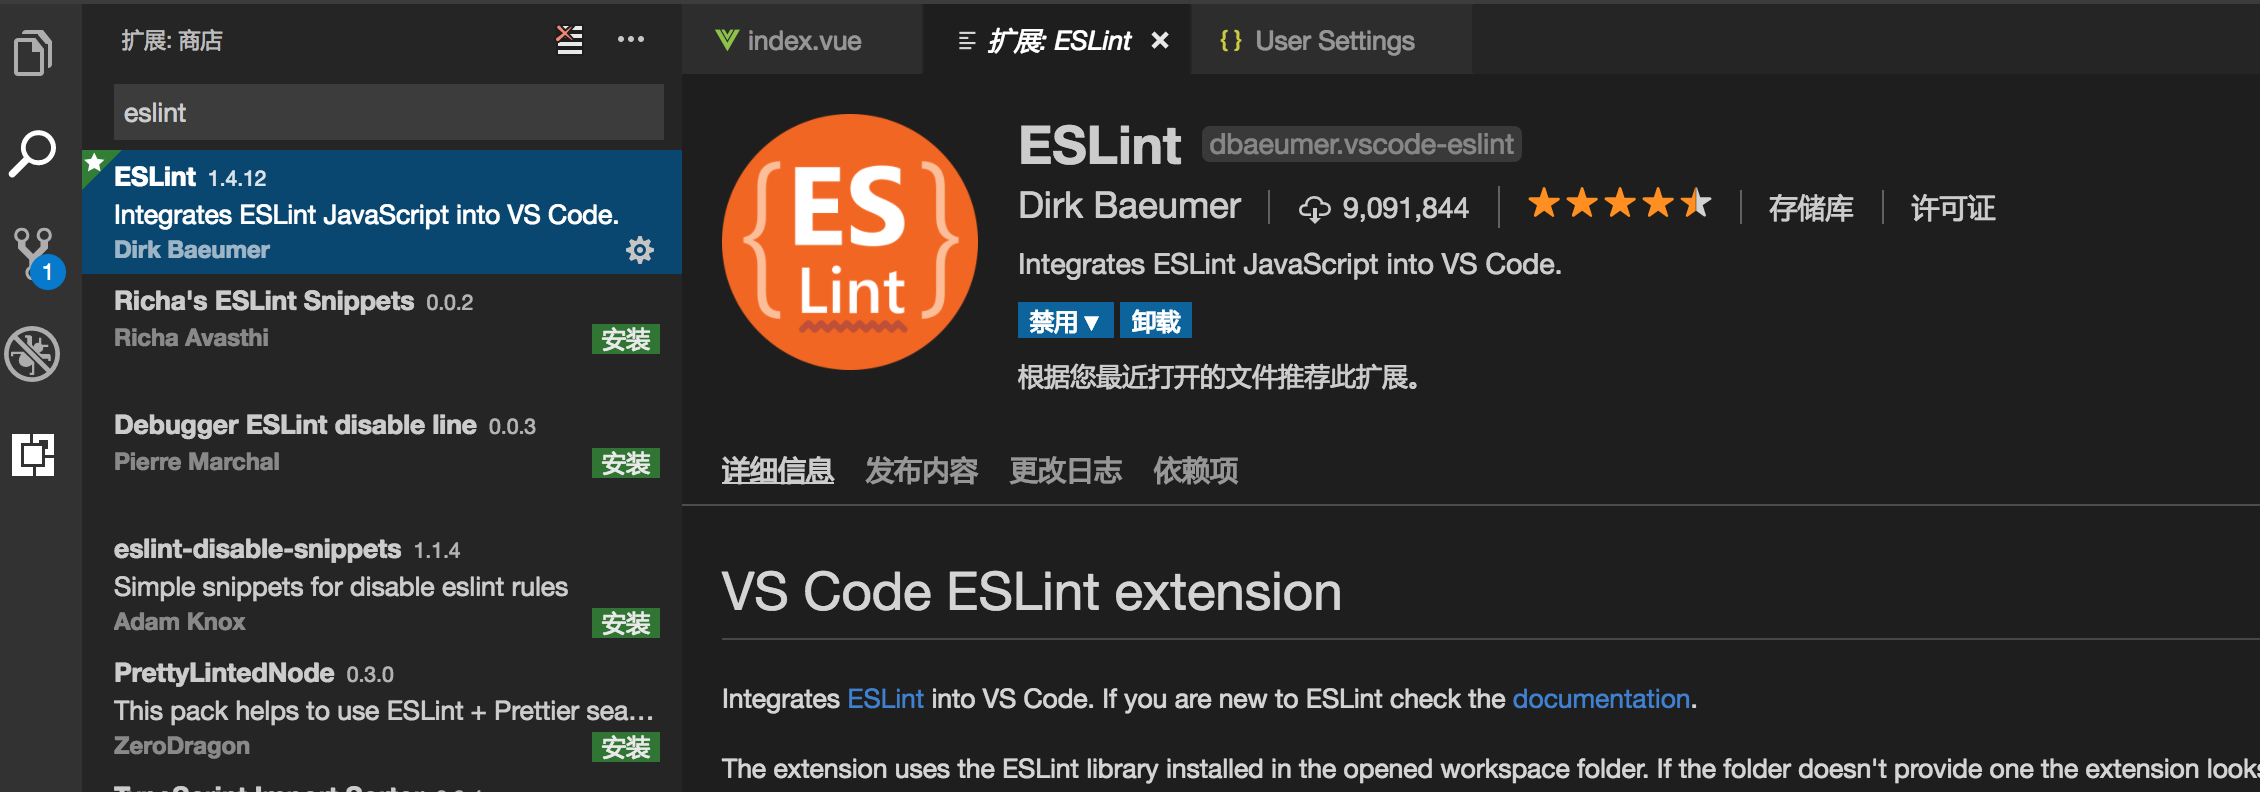 扩展: 商店
eslint
ESLint 1.4.12
Integrates ESLint JavaScript into VS Code.
Dirk Baeumer
1
Richa's ESLint Snippets 0.0.2
Richa Avasthi
安装
Debugger ESLint disable line 0.0.3
Pierre Marchal
安装
eslint-disable-snippets 1.1.4
Simple snippets for disable eslint rules
Adam Knox
安装
PrettyLintedNode 0.3.0
This pack helps to use ESLint + Prettier sea...
ZeroDragon
安装
index.vue
扩展: ESLint
{ } User Settings
{ES}
Lint
ESLint dbaeumer.vscode-eslint
Dirk Baeumer 9,091,844 存储库 许可证
Integrates ESLint JavaScript into VS Code.
禁用▼ 卸载
根据您最近打开的文件推荐此扩展。
详细信息 发布内容 更改日志 依赖项
VS Code ESLint extension
Integrates ESLint into VS Code. If you are new to ESLint check the documentation.
The extension uses the ESLint library installed in the opened workspace folder. If the folder doesn't provide one the extension looks